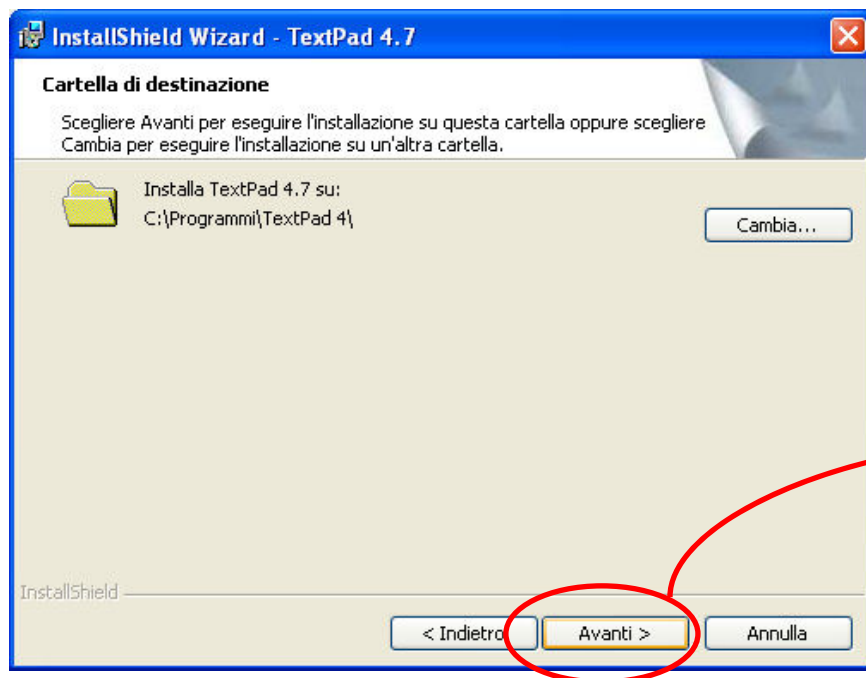 InstallShield Wizard - TextPad 4.7
Cartella di destinazione
Scegliere Avanti per eseguire l'installazione su questa cartella oppure scegliere
Cambia per eseguire l'installazione su un'altra cartella.
Installa TextPad 4.7 su:
C:\Programmi\TextPad 4\
Cambia...
InstallShield
< Indietro
Avanti >
Annulla